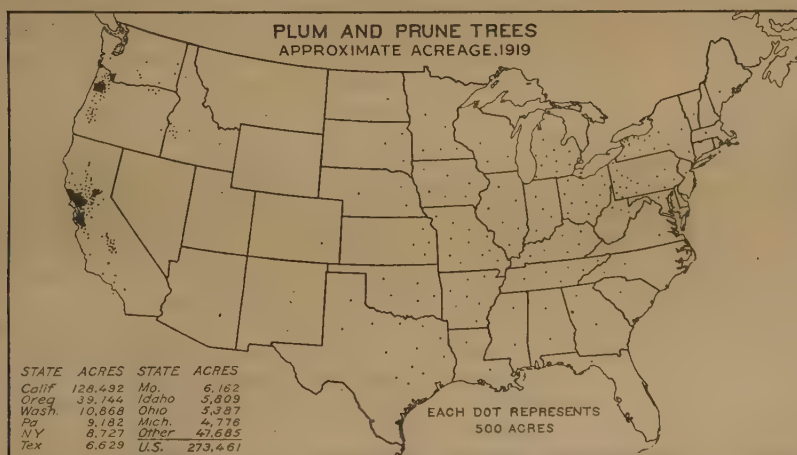 PLUM AND PRUNE TREES
APPROXIMATE ACREAGE, 1919
STATE ACRES STATE ACRES
Calif 128,492 Mo. 6,162
Oreg 39,744 Idaho 5,809
Wash. 10,868 Ohio 5,387
Pa 9,182 Mich. 4,776
NY 8,727 Other 47,685
Tex 6,629 U.S. 273,461
EACH DOT REPRESENTS
500 ACRES